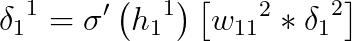 δ₁¹ = σ′(h₁¹)[w₁₁² * δ₁²]